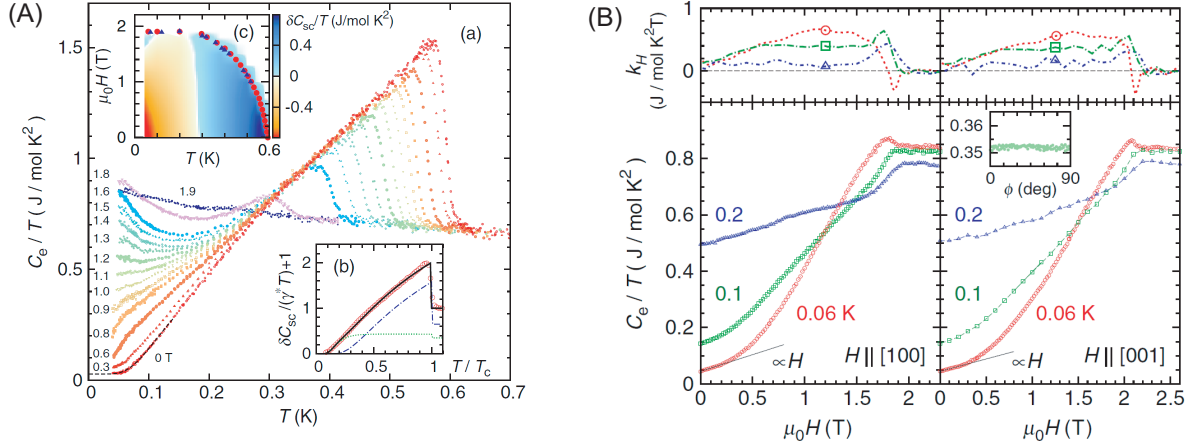 (A)
(a)
C_e / T (J / mol K²)
1.5
1
0.5
0
0
0.1
0.2
0.3
0.4
0.5
0.6
0.7
T (K)
1.8
1.6
1.5
1.4
1.3
1.2
1.1
1.0
0.9
0.8
0.6
0.3
0 T
1.9
(c)
μ₀H (T)
2
1
0
0
0.6
T (K)
δC_sc/T (J/mol K²)
0.4
0
-0.4
(b)
δC_sc/(γ*T)+1
2
1
0
0
0.5
1
T / T_c
(B)
k_H
(J / mol K²T)
0
C_e / T (J / mol K²)
0.8
0.6
0.4
0.2
0
0.2
0.1
0.06 K
∝H
H || [100]
0
0.5
1
1.5
2
μ₀H (T)
0.36
0.35
0
90
ϕ (deg)
0.2
0.1
0.06 K
∝H
H || [001]
0
0.5
1
1.5
2
2.5
μ₀H (T)